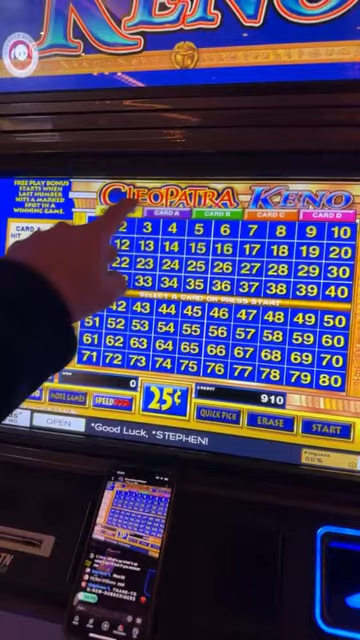 Keno
FREE PLAY BONUS
STARTS WHEN
LAST NUMBER
HITS A MARKED
SPOT IN A
WINNING GAME.
CLEOPATRA KENO
CARD A CARD B CARD C CARD D
CARD A
HIT
2 3 4 5 6 7 8 9 10
12 13 14 15 16 17 18 19 20
22 23 24 25 26 27 28 29 30
33 34 35 36 37 38 39 40
SELECT A CARD OR PRESS START
42 43 44 45 46 47 48 49 50
51 52 53 54 55 56 57 58 59 60
61 62 63 64 65 66 67 68 69 70
71 72 73 74 75 76 77 78 79 80
0
25¢
CREDIT
910
MORE GAMES
SPEED
QUICK PICK
ERASE
START
OPEN
*Good Luck, *STEPHEN!